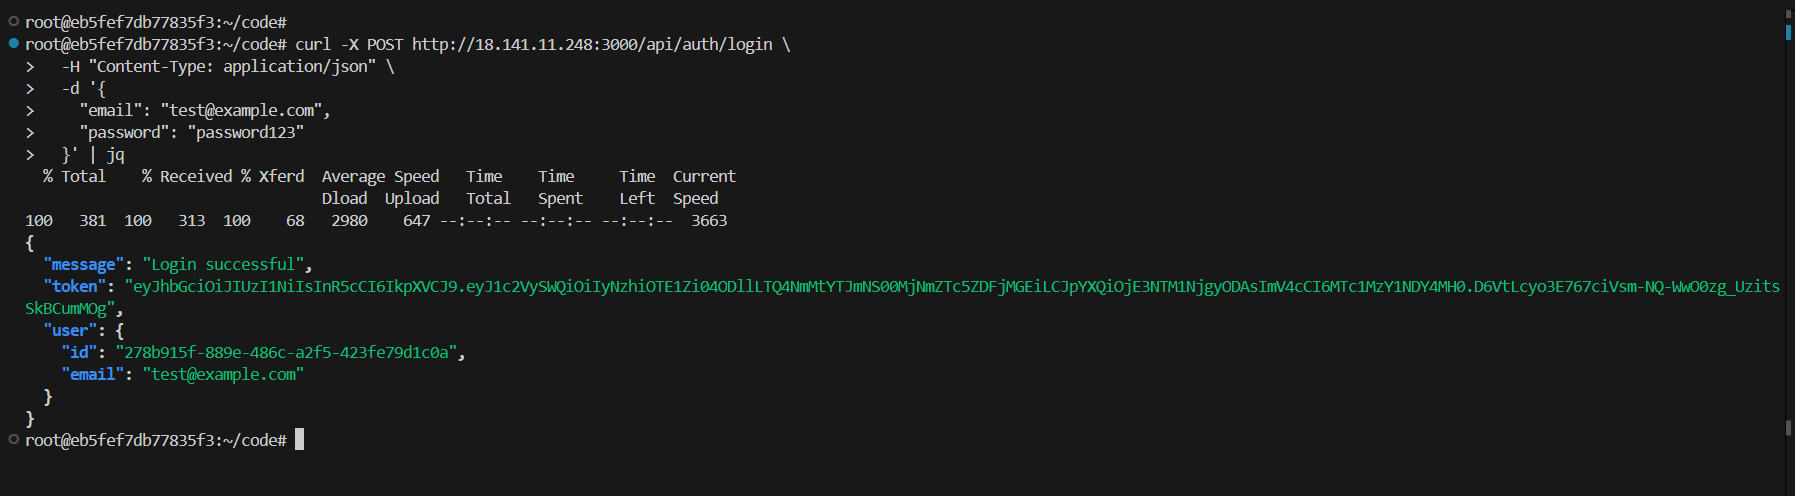 root@eb5fef7db77835f3:~/code#
root@eb5fef7db77835f3:~/code# curl -X POST http://18.141.11.248:3000/api/auth/login \
>   -H "Content-Type: application/json" \
>   -d '{
>     "email": "test@example.com",
>     "password": "password123"
>   }' | jq
  % Total    % Received % Xferd  Average Speed   Time    Time     Time  Current
                                 Dload  Upload   Total   Spent    Left  Speed
100   381  100   313  100    68   2980    647 --:--:-- --:--:-- --:--:--  3663
{
  "message": "Login successful",
  "token": "eyJhbGciOiJIUzI1NiIsInR5cCI6IkpXVCJ9.eyJ1c2VySWQiOiIyNzhiOTE1Zi04ODllLTQ4NmMtYTJmNS00MjNmZTc5ZDFjMGEiLCJpYXQiOjE3NTM1NjgyODAsImV4cCI6MTc1MzY1NDY4MH0.D6VtLcyo3E767ciVsm-NQ-WwO0zg_Uzits
SkBCumMOg",
  "user": {
    "id": "278b915f-889e-486c-a2f5-423fe79d1c0a",
    "email": "test@example.com"
  }
}
root@eb5fef7db77835f3:~/code#